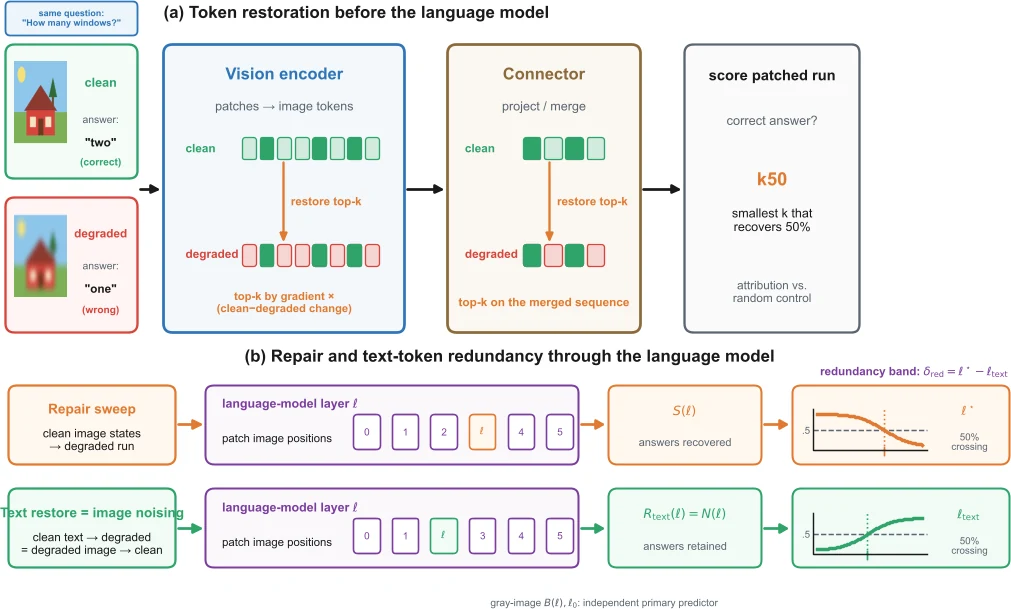 same question:
"How many windows?"
(a) Token restoration before the language model
clean
answer:
"two"
(correct)
degraded
answer:
"one"
(wrong)
Vision encoder
patches → image tokens
clean
restore top-k
degraded
top-k by gradient ×
(clean−degraded change)
Connector
project / merge
clean
restore top-k
degraded
top-k on the merged sequence
score patched run
correct answer?
k50
smallest k that
recovers 50%
attribution vs.
random control
(b) Repair and text-token redundancy through the language model
redundancy band: δ̄_red = ℓ* − ℓ_text
Repair sweep
clean image states
→ degraded run
language-model layer ℓ
patch image positions
0 1 2 ℓ 4 5
S(ℓ)
answers recovered
.5
ℓ*
50%
crossing
Text restore = image noising
clean text → degraded
= degraded image → clean
language-model layer ℓ
patch image positions
0 1 ℓ 3 4 5
R_text(ℓ) = N(ℓ)
answers retained
.5
ℓ_text
50%
crossing
gray-image B(ℓ), ℓ₀: independent primary predictor